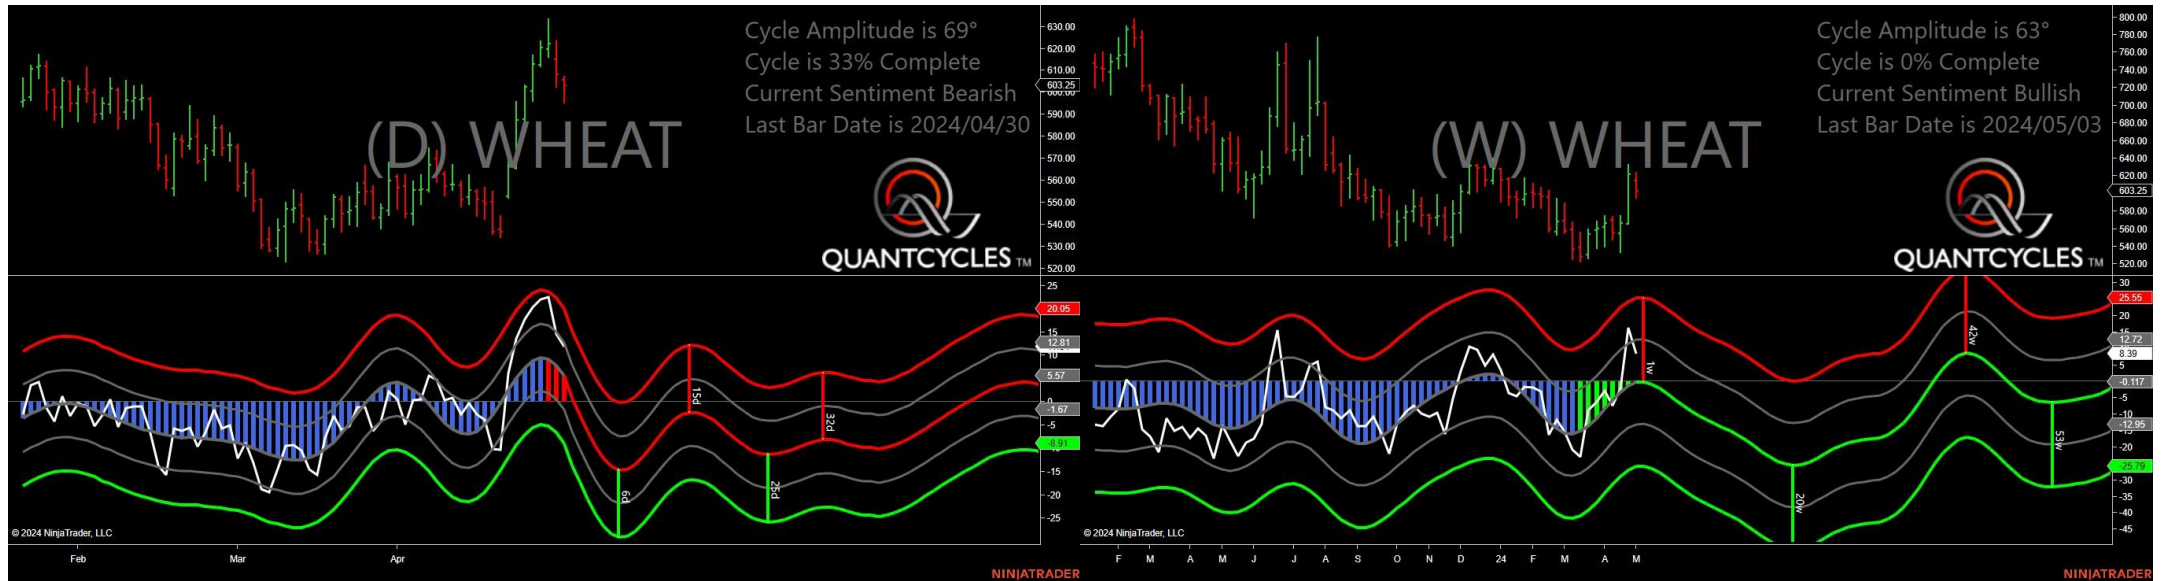 Cycle Amplitude is 69°
Cycle is 33% Complete
Current Sentiment Bearish
Last Bar Date is 2024/04/30
(D) WHEAT
QUANTCYCLES TM
630.00
620.00
610.00
603.25
600.00
590.00
580.00
570.00
560.00
550.00
540.00
530.00
520.00
25
20.05
15
12.81
10
5.57
0
-1.67
-5
-8.91
-15
-20
-25
15d
32d
6d
25d
© 2024 NinjaTrader, LLC
Feb
Mar
Apr
NINJATRADER
Cycle Amplitude is 63°
Cycle is 0% Complete
Current Sentiment Bullish
Last Bar Date is 2024/05/03
(W) WHEAT
QUANTCYCLES TM
800.00
780.00
760.00
740.00
720.00
700.00
680.00
660.00
640.00
620.00
603.25
580.00
560.00
540.00
520.00
30
25.55
20
15
12.72
8.39
5
-0.117
-5
-10
-12.95
-15
-20
-25.79
-30
-35
-40
-45
1w
42w
20w
53w
© 2024 NinjaTrader, LLC
F
M
A
M
J
J
A
S
O
N
D
24
F
M
A
M
NINJATRADER